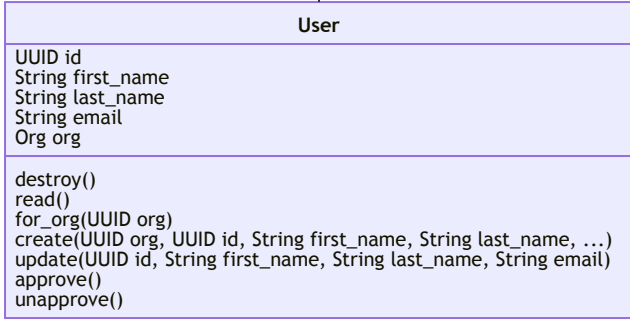 User
UUID id
String first_name
String last_name
String email
Org org
destroy()
read()
for_org(UUID org)
create(UUID org, UUID id, String first_name, String last_name, ...)
update(UUID id, String first_name, String last_name, String email)
approve()
unapprove()